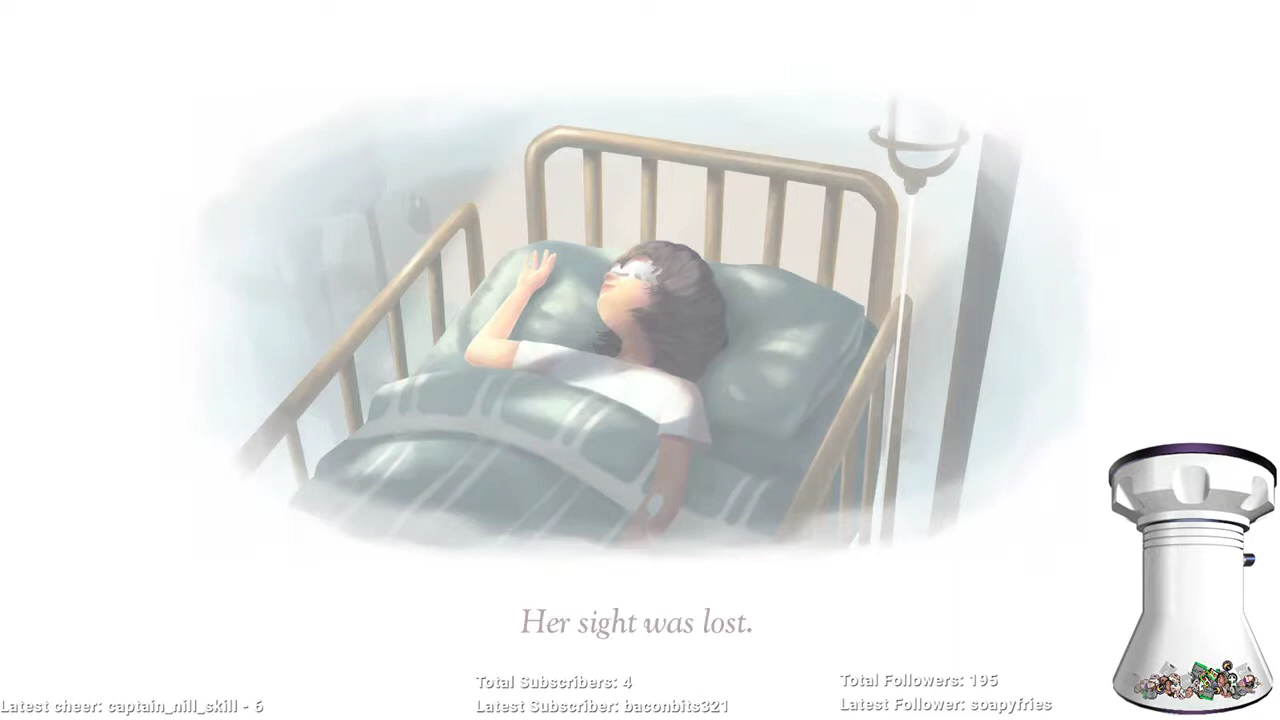 Her sight was lost.
Total Subscribers: 4
Total Followers: 195
Latest cheer: captain_nill_skill - 6
Latest Subscriber: baconbits321
Latest Follower: soapyfries